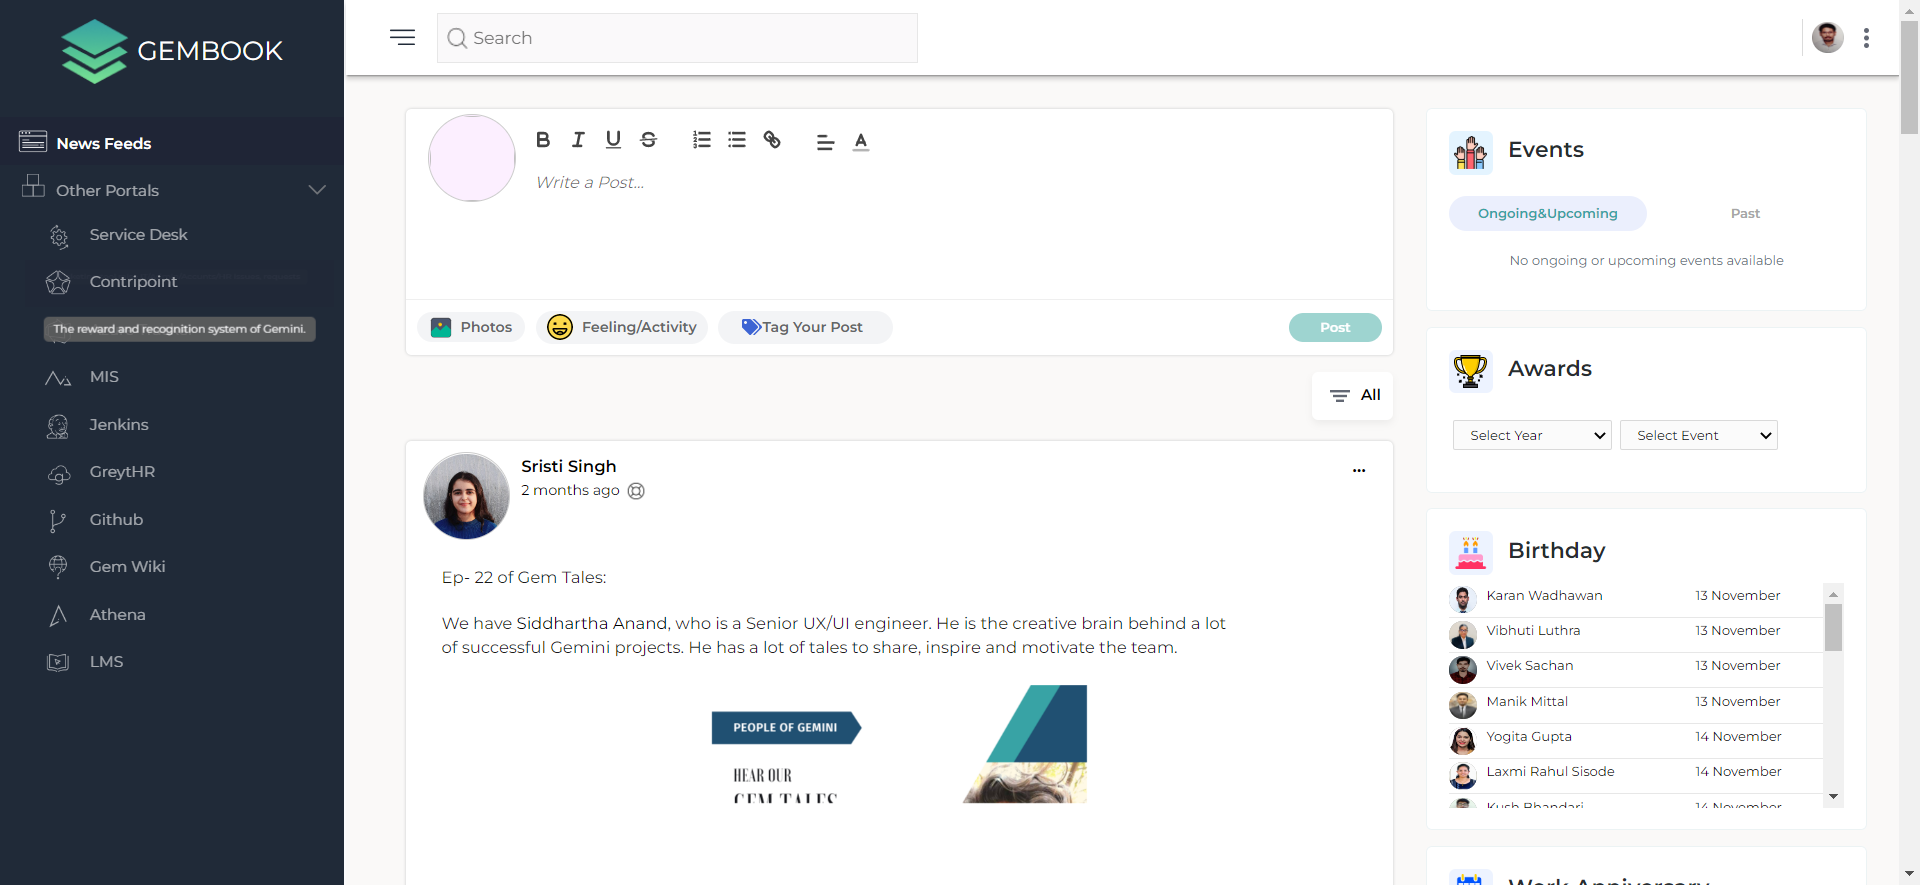 GEMBOOK
Search
News Feeds
Other Portals
Service Desk
Contripoint
The reward and recognition system of Gemini.
MIS
Jenkins
GreytHR
Github
Gem Wiki
Athena
LMS
B I U S A
Write a Post...
Photos
Feeling/Activity
Tag Your Post
Post
All
Sristi Singh
2 months ago
Ep- 22 of Gem Tales:
We have Siddhartha Anand, who is a Senior UX/UI engineer. He is the creative brain behind a lot
of successful Gemini projects. He has a lot of tales to share, inspire and motivate the team.
PEOPLE OF GEMINI
HEAR OUR
GEM TALES
Events
Ongoing&Upcoming Past
No ongoing or upcoming events available
Awards
Select Year Select Event
Birthday
Karan Wadhawan 13 November
Vibhuti Luthra 13 November
Vivek Sachan 13 November
Manik Mittal 13 November
Yogita Gupta 14 November
Laxmi Rahul Sisode 14 November
Kush Bhandari 14 November
Work Anniversary